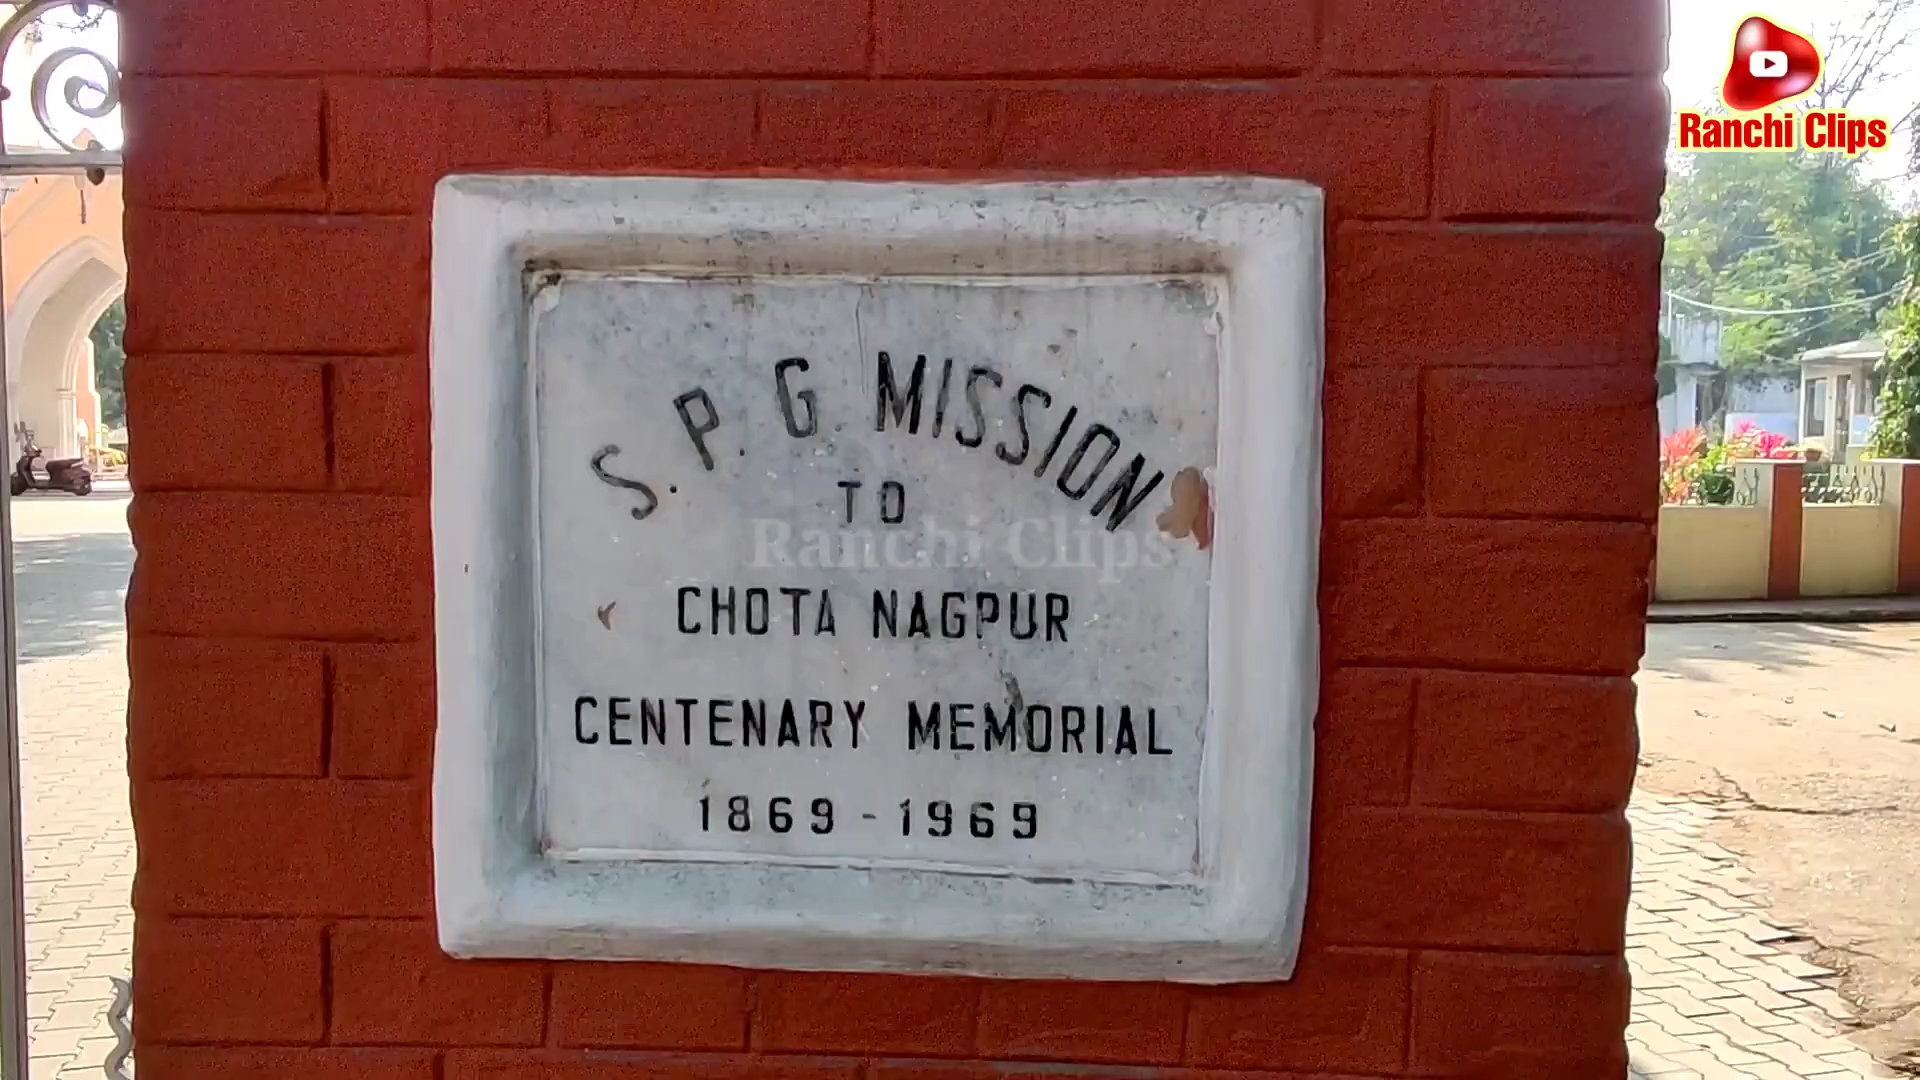 Ranchi Clips
S. P. G. MISSION
TO
Ranchi Clips
CHOTA NAGPUR
CENTENARY MEMORIAL
1869 - 1969